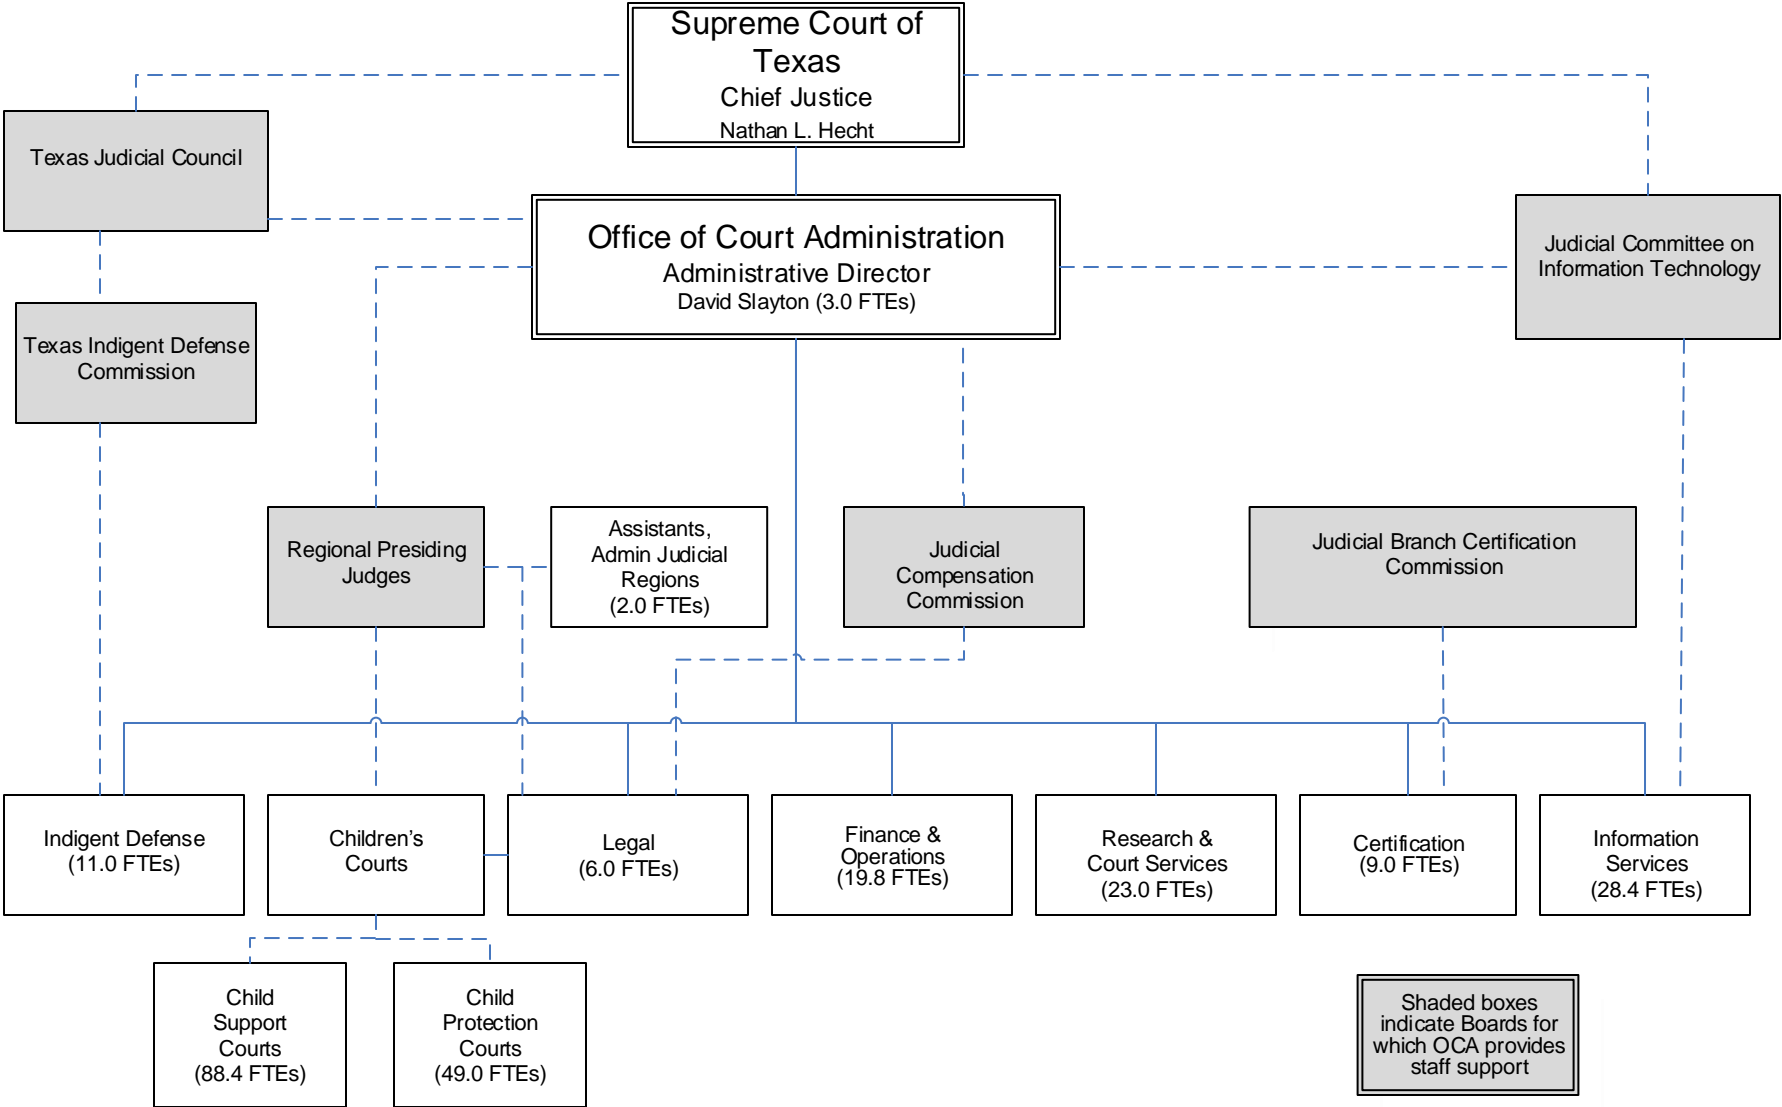 Supreme Court of
Texas
Chief Justice
Nathan L. Hecht
Texas Judicial Council
Office of Court Administration
Administrative Director
David Slayton (3.0 FTEs)
Judicial Committee on
Information Technology
Texas Indigent Defense
Commission
Regional Presiding
Judges
Assistants,
Admin Judicial
Regions
(2.0 FTEs)
Judicial
Compensation
Commission
Judicial Branch Certification
Commission
Indigent Defense
(11.0 FTEs)
Children’s
Courts
Legal
(6.0 FTEs)
Finance &
Operations
(19.8 FTEs)
Research &
Court Services
(23.0 FTEs)
Certification
(9.0 FTEs)
Information
Services
(28.4 FTEs)
Child
Support
Courts
(88.4 FTEs)
Child
Protection
Courts
(49.0 FTEs)
Shaded boxes
indicate Boards for
which OCA provides
staff support